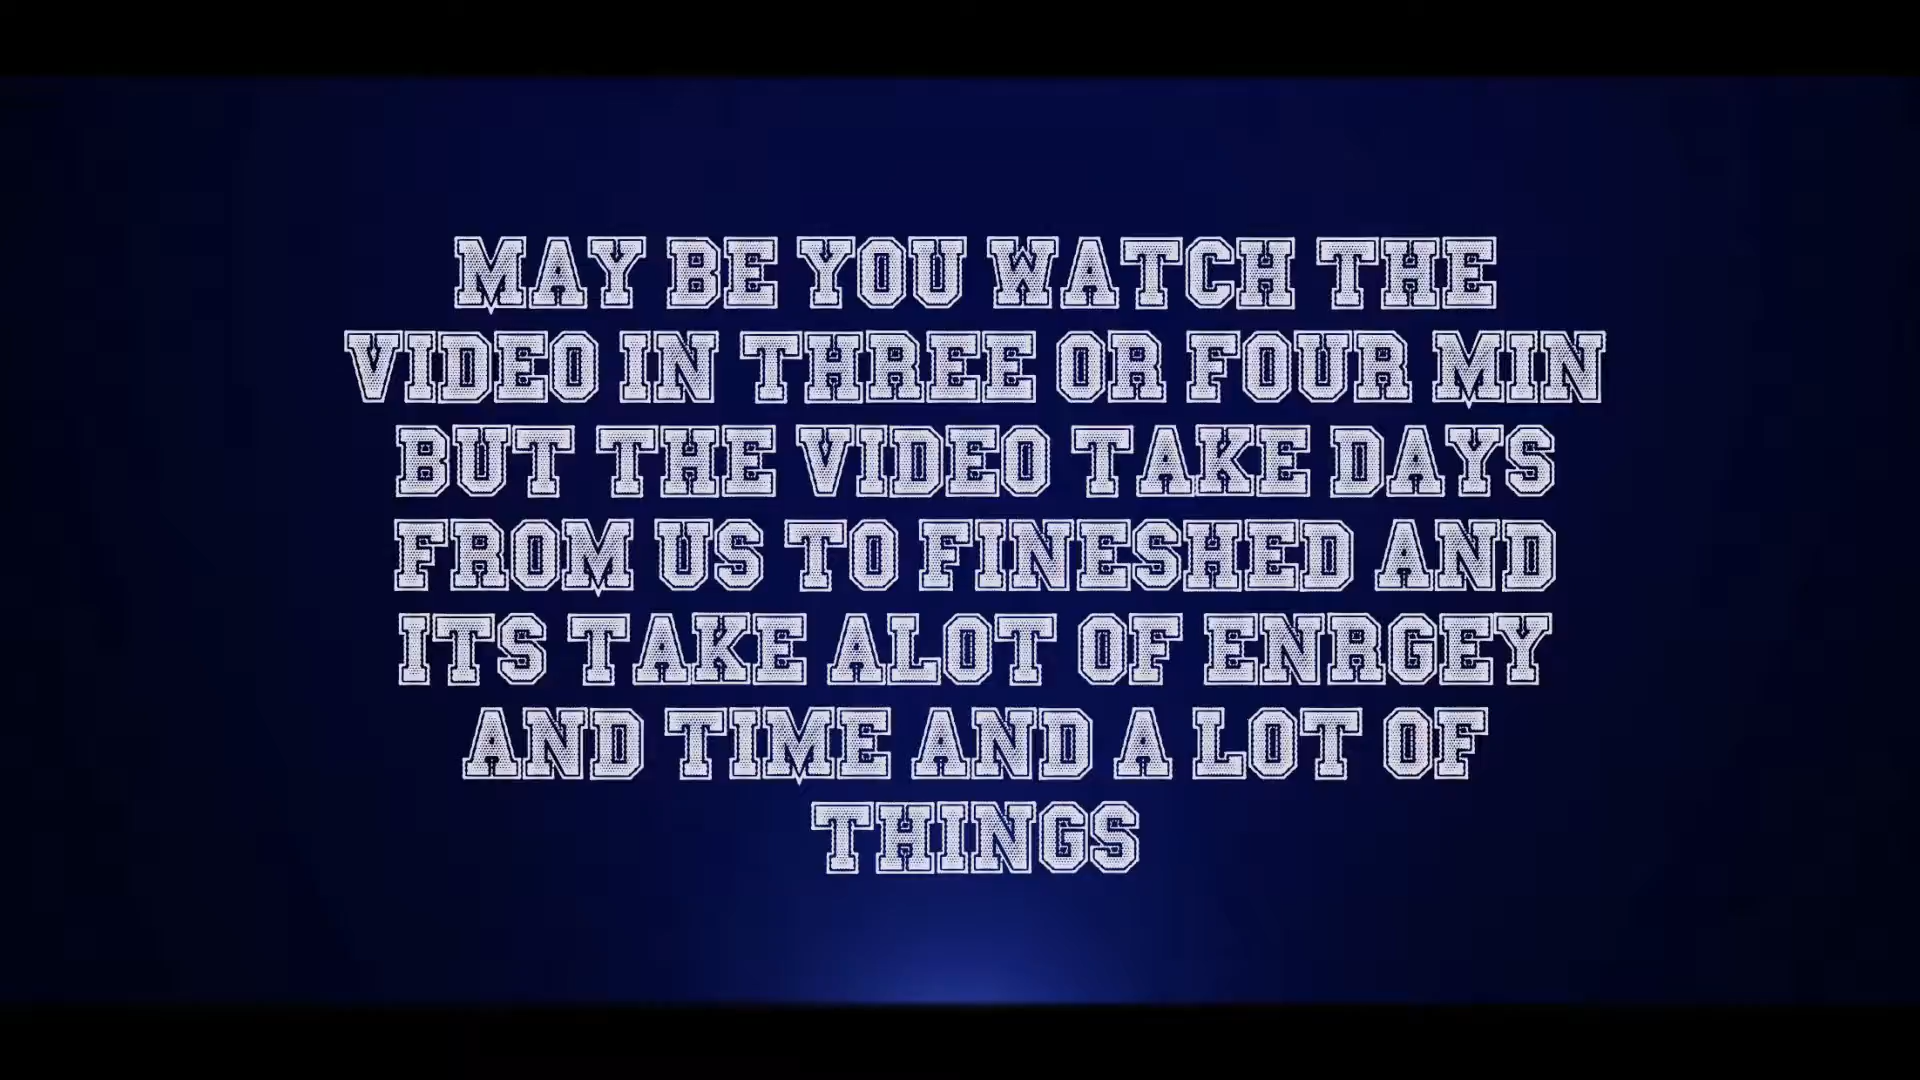 MAY BE YOU WATCH THE
VIDEO IN THREE OR FOUR MIN
BUT THE VIDEO TAKE DAYS
FROM US TO FINESHED AND
ITS TAKE ALOT OF ENRGEY
AND TIME AND A LOT OF
THINGS